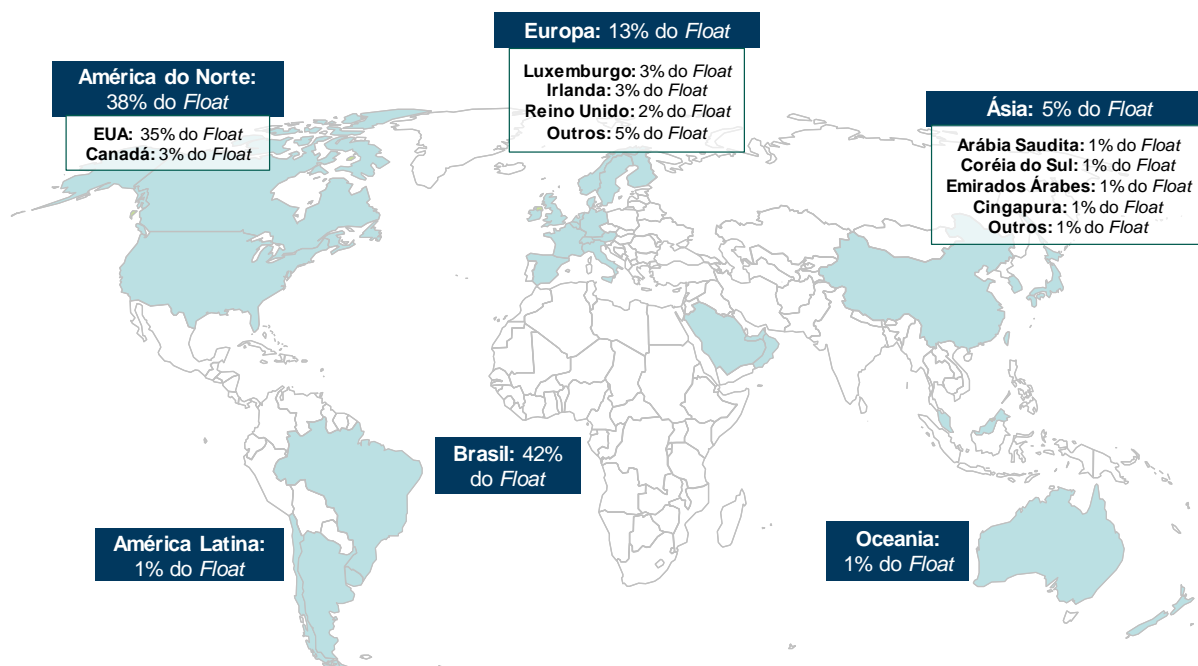 Europa: 13% do Float
Luxemburgo: 3% do Float
Irlanda: 3% do Float
Reino Unido: 2% do Float
Outros: 5% do Float
América do Norte:
38% do Float
EUA: 35% do Float
Canadá: 3% do Float
Ásia: 5% do Float
Arábia Saudita: 1% do Float
Coréia do Sul: 1% do Float
Emirados Árabes: 1% do Float
Cingapura: 1% do Float
Outros: 1% do Float
Brasil: 42%
do Float
América Latina:
1% do Float
Oceania:
1% do Float